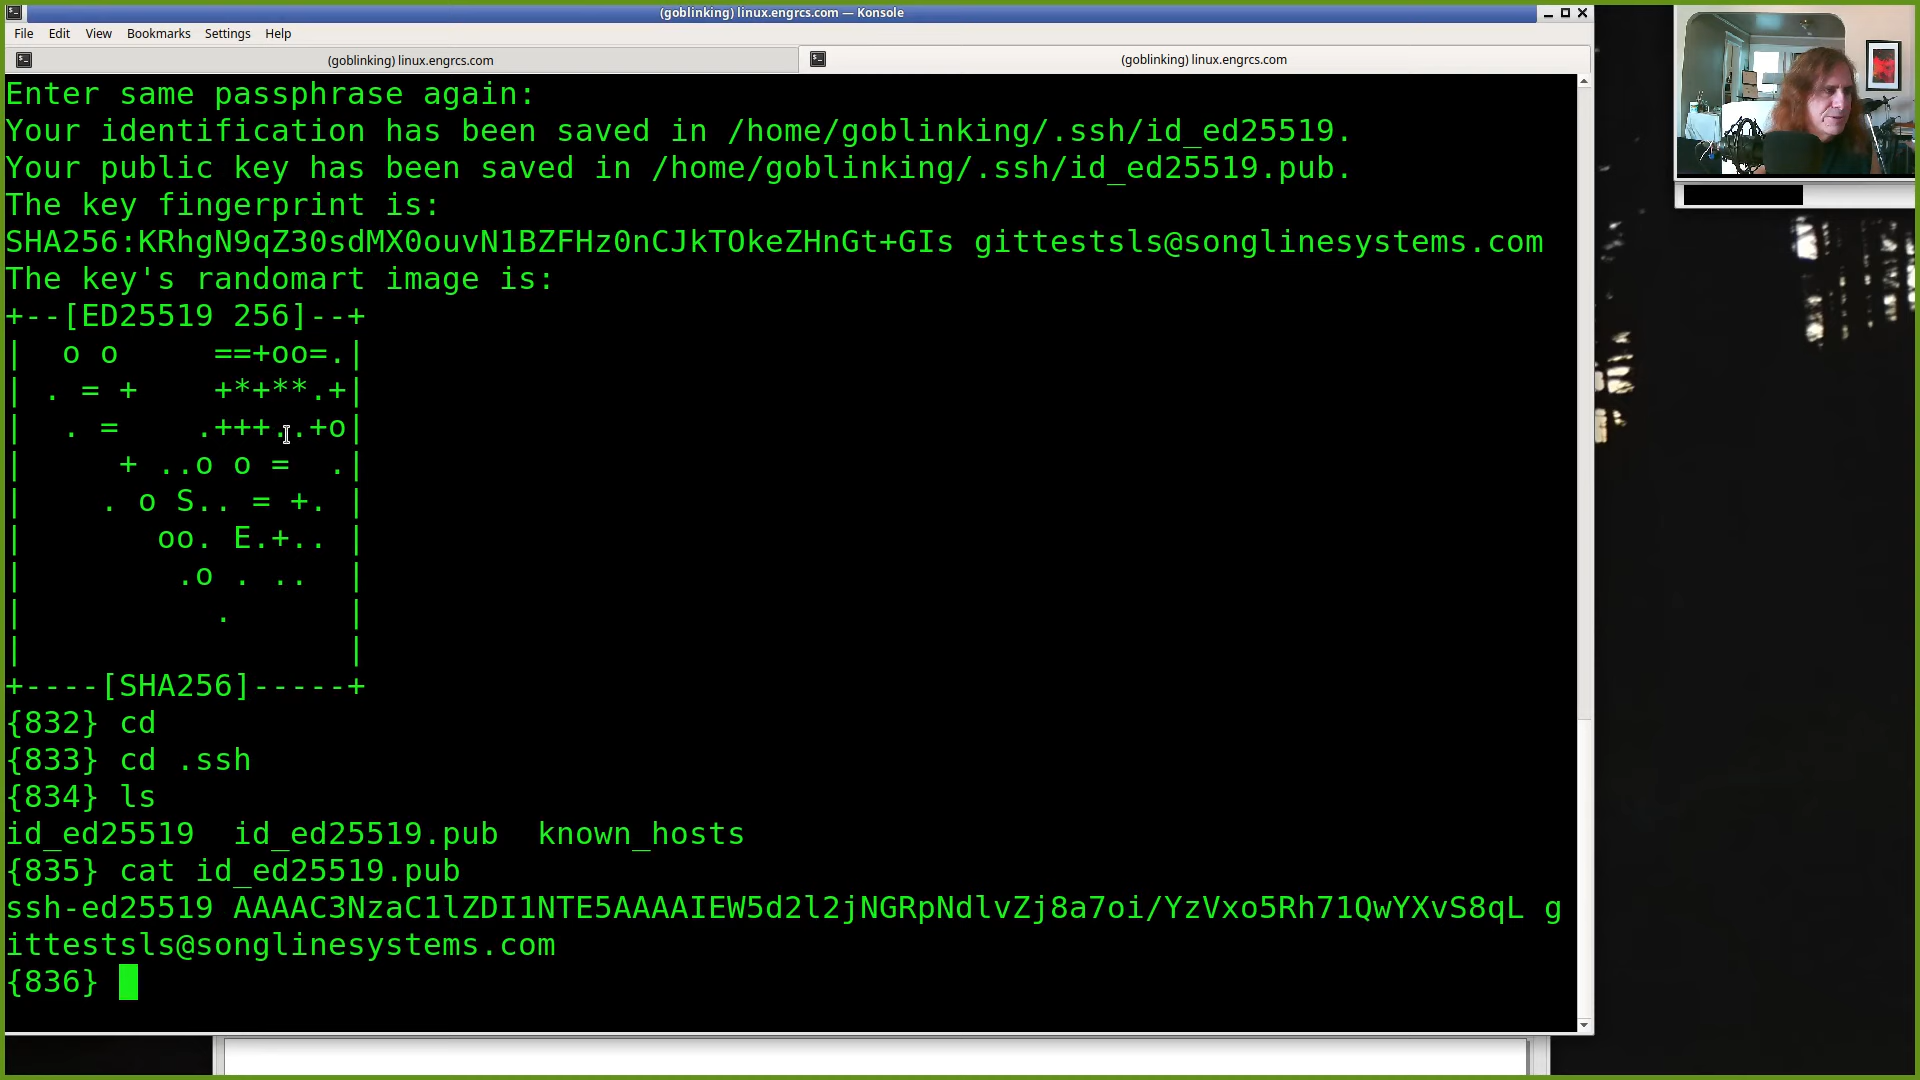 (goblinking) linux.engrcs.com — Konsole
File Edit View Bookmarks Settings Help
(goblinking) linux.engrcs.com (goblinking) linux.engrcs.com
Enter same passphrase again:
Your identification has been saved in /home/goblinking/.ssh/id_ed25519.
Your public key has been saved in /home/goblinking/.ssh/id_ed25519.pub.
The key fingerprint is:
SHA256:KRhgN9qZ30sdMX0ouvN1BZFHz0nCJkTOkeZHnGt+GIs gittestsls@songlinesystems.com
The key's randomart image is:
+--[ED25519 256]--+
|  o o     ==+oo=.|
| . = +    +*+**.+|
|  . =    .+++..+o|
|     + ..o o =  .|
|    . o S.. = +. |
|       oo. E.+.. |
|        .o . ..  |
|          .      |
|                 |
+----[SHA256]-----+
{832} cd
{833} cd .ssh
{834} ls
id_ed25519  id_ed25519.pub  known_hosts
{835} cat id_ed25519.pub
ssh-ed25519 AAAAC3NzaC1lZDI1NTE5AAAAIEW5d2l2jNGRpNdlvZj8a7oi/YzVxo5Rh71QwYXvS8qL g
ittestsls@songlinesystems.com
{836}